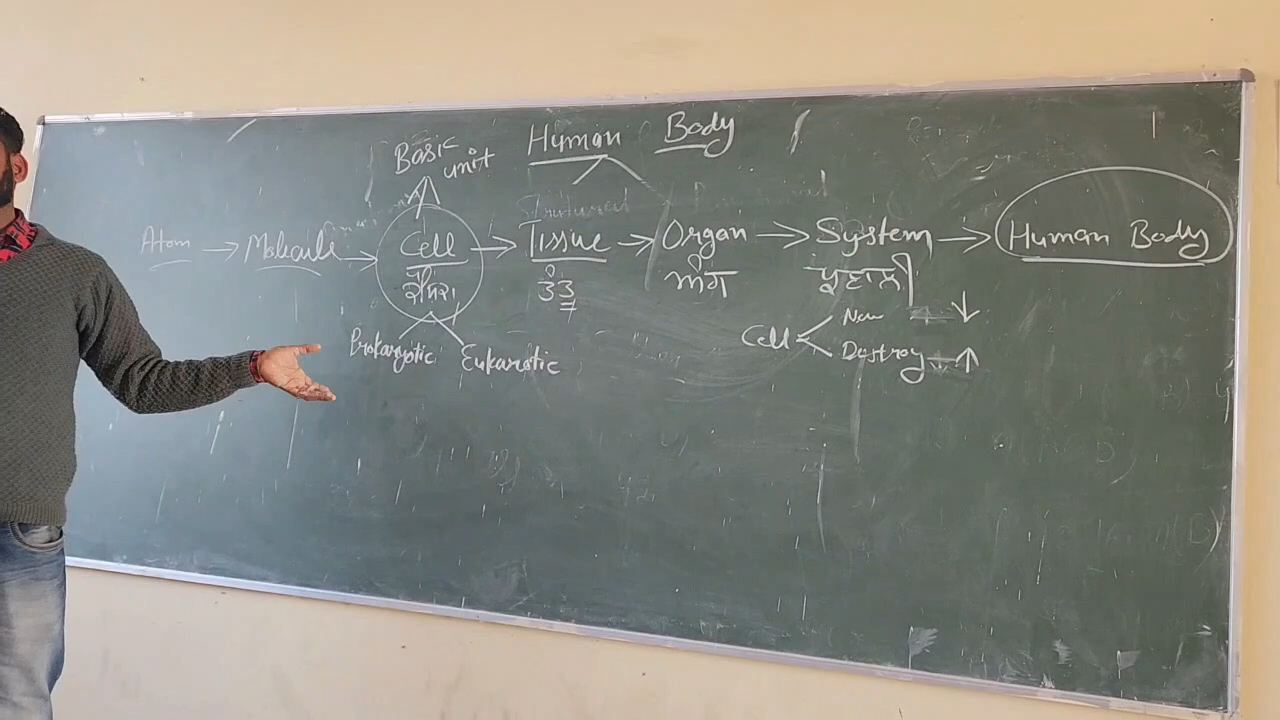 Human Body
Basic
unit
Atom → Molecule → Cell → Tissue → Organ → System → Human Body
ਅੰਗ ਪ੍ਰਣਾਲੀ
Prokaryotic Eukarotic
Cell New ↓
Destroy ↑